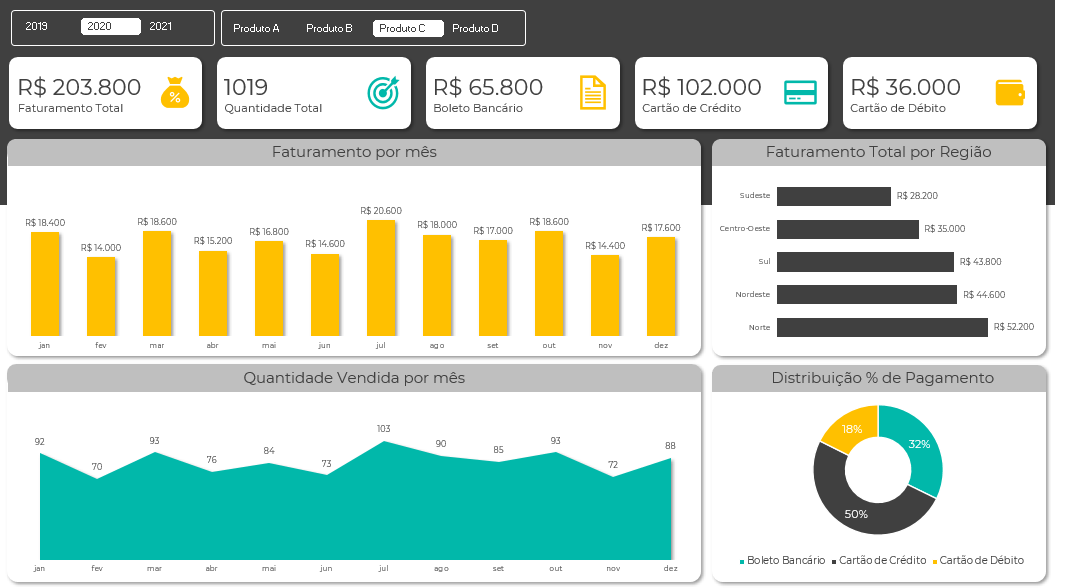 2019 2020 2021
Produto A Produto B Produto C Produto D
R$ 203.800
Faturamento Total
1019
Quantidade Total
R$ 65.800
Boleto Bancário
R$ 102.000
Cartão de Crédito
R$ 36.000
Cartão de Débito
Faturamento por mês
R$ 18.400 R$ 14.000 R$ 18.600 R$ 15.200 R$ 16.800 R$ 14.600 R$ 20.600 R$ 18.000 R$ 17.000 R$ 18.600 R$ 14.400 R$ 17.600
jan fev mar abr mai jun jul ago set out nov dez
Faturamento Total por Região
Sudeste R$ 28.200
Centro-Oeste R$ 35.000
Sul R$ 43.800
Nordeste R$ 44.600
Norte R$ 52.200
Quantidade Vendida por mês
92 70 93 76 84 73 103 90 85 93 72 88
jan fev mar abr mai jun jul ago set out nov dez
Distribuição % de Pagamento
18% 32%
50%
Boleto Bancário Cartão de Crédito Cartão de Débito